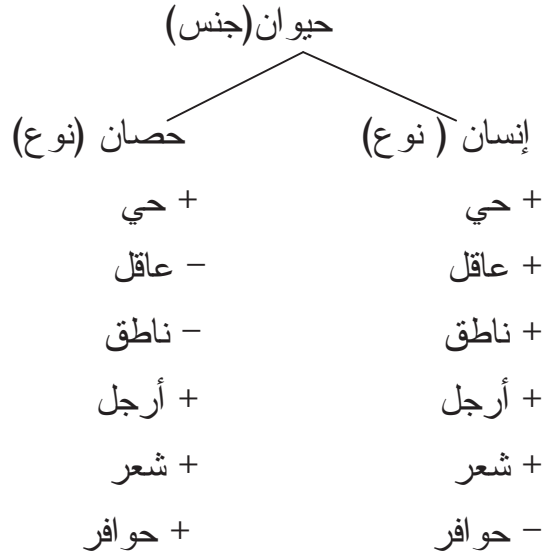 حيوان(جنس)
إنسان ( نوع) حصان (نوع)
+ حي + حي
+ عاقل – عاقل
+ ناطق – ناطق
+ أرجل + أرجل
+ شعر + شعر
– حوافر + حوافر